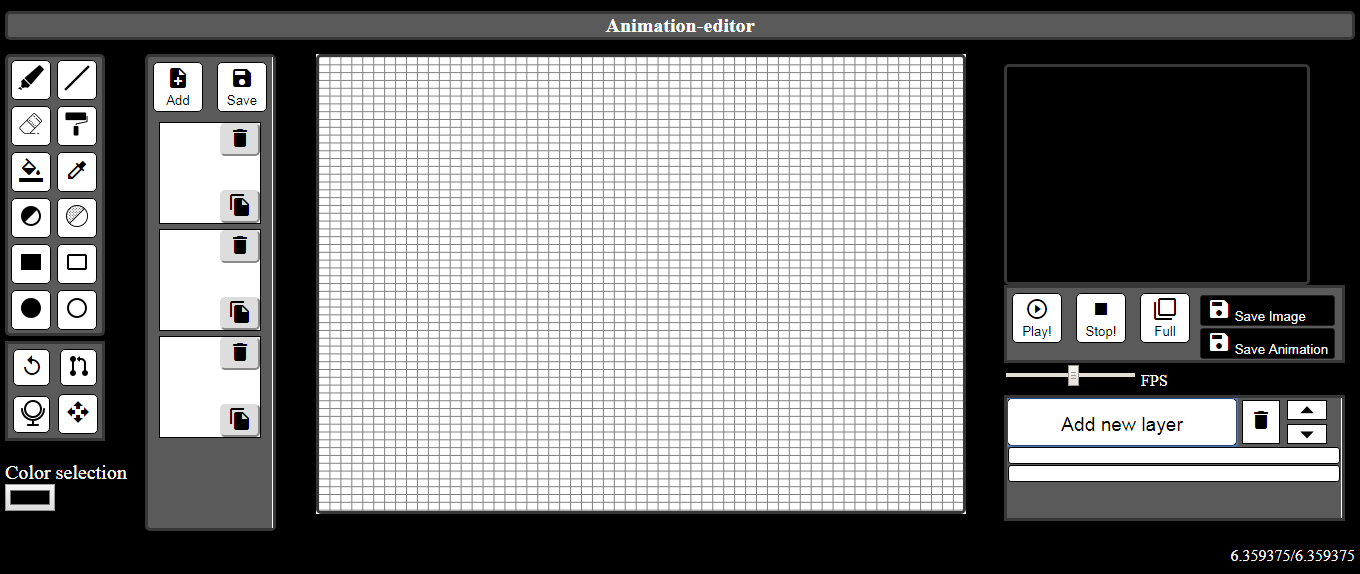 Animation-editor
Add
Save
Play!
Stop!
Full
Save Image
Save Animation
FPS
Add new layer
Color selection
6.359375/6.359375